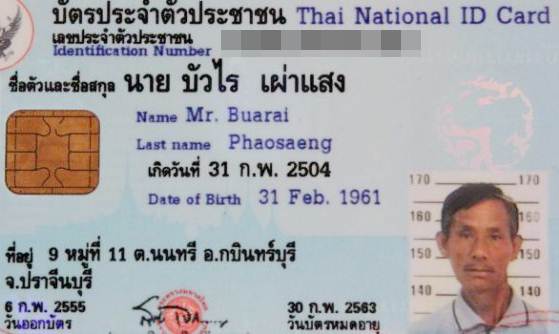 บัตรประจำตัวประชาชน Thai National ID Card
เลขประจำตัวประชาชน
Identification Number
ชื่อตัวและชื่อสกุล นาย บัวไร เผ่าแสง
Name Mr. Buarai
Last name Phaosaeng
เกิดวันที่ 31 ก.พ. 2504
Date of Birth 31 Feb. 1961
ที่อยู่ 9 หมู่ที่ 11 ต.นนทรี อ.กบินทร์บุรี
จ.ปราจีนบุรี
6 ก.พ. 2555
วันออกบัตร
30 ก.พ. 2563
วันบัตรหมดอายุ
170 170
160 160
150 150
140 140